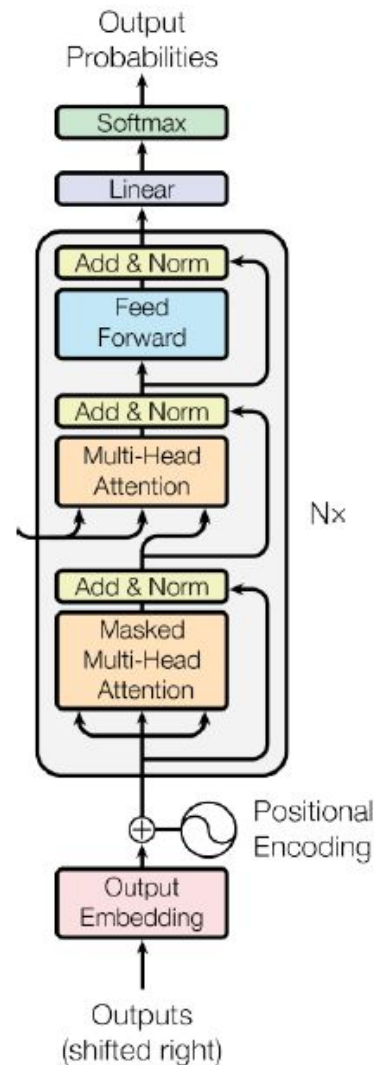 Output
Probabilities
Softmax
Linear
Add & Norm
Feed
Forward
Add & Norm
Multi-Head
Attention
Nx
Add & Norm
Masked
Multi-Head
Attention
Positional
Encoding
Output
Embedding
Outputs
(shifted right)